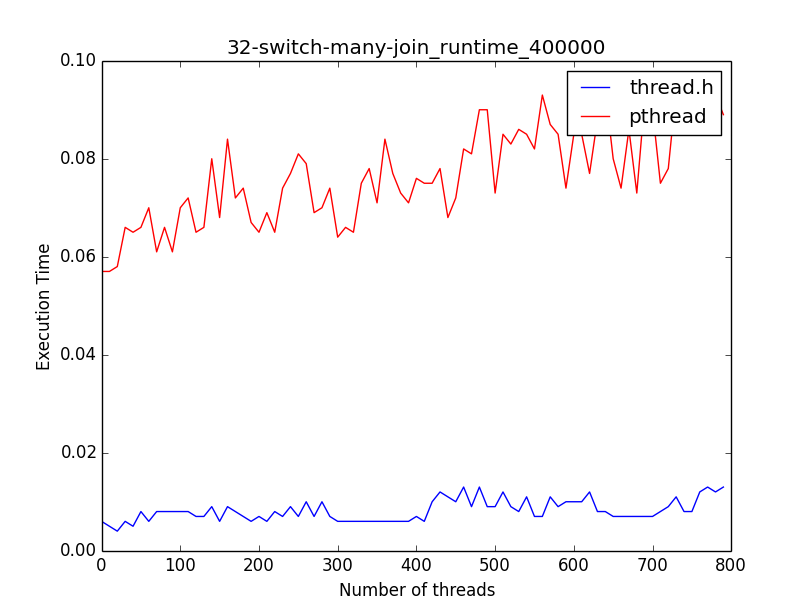 32-switch-many-join_runtime_400000
thread.h
pthread
Execution Time
0.10
0.08
0.06
0.04
0.02
0.00
0 100 200 300 400 500 600 700 800
Number of threads